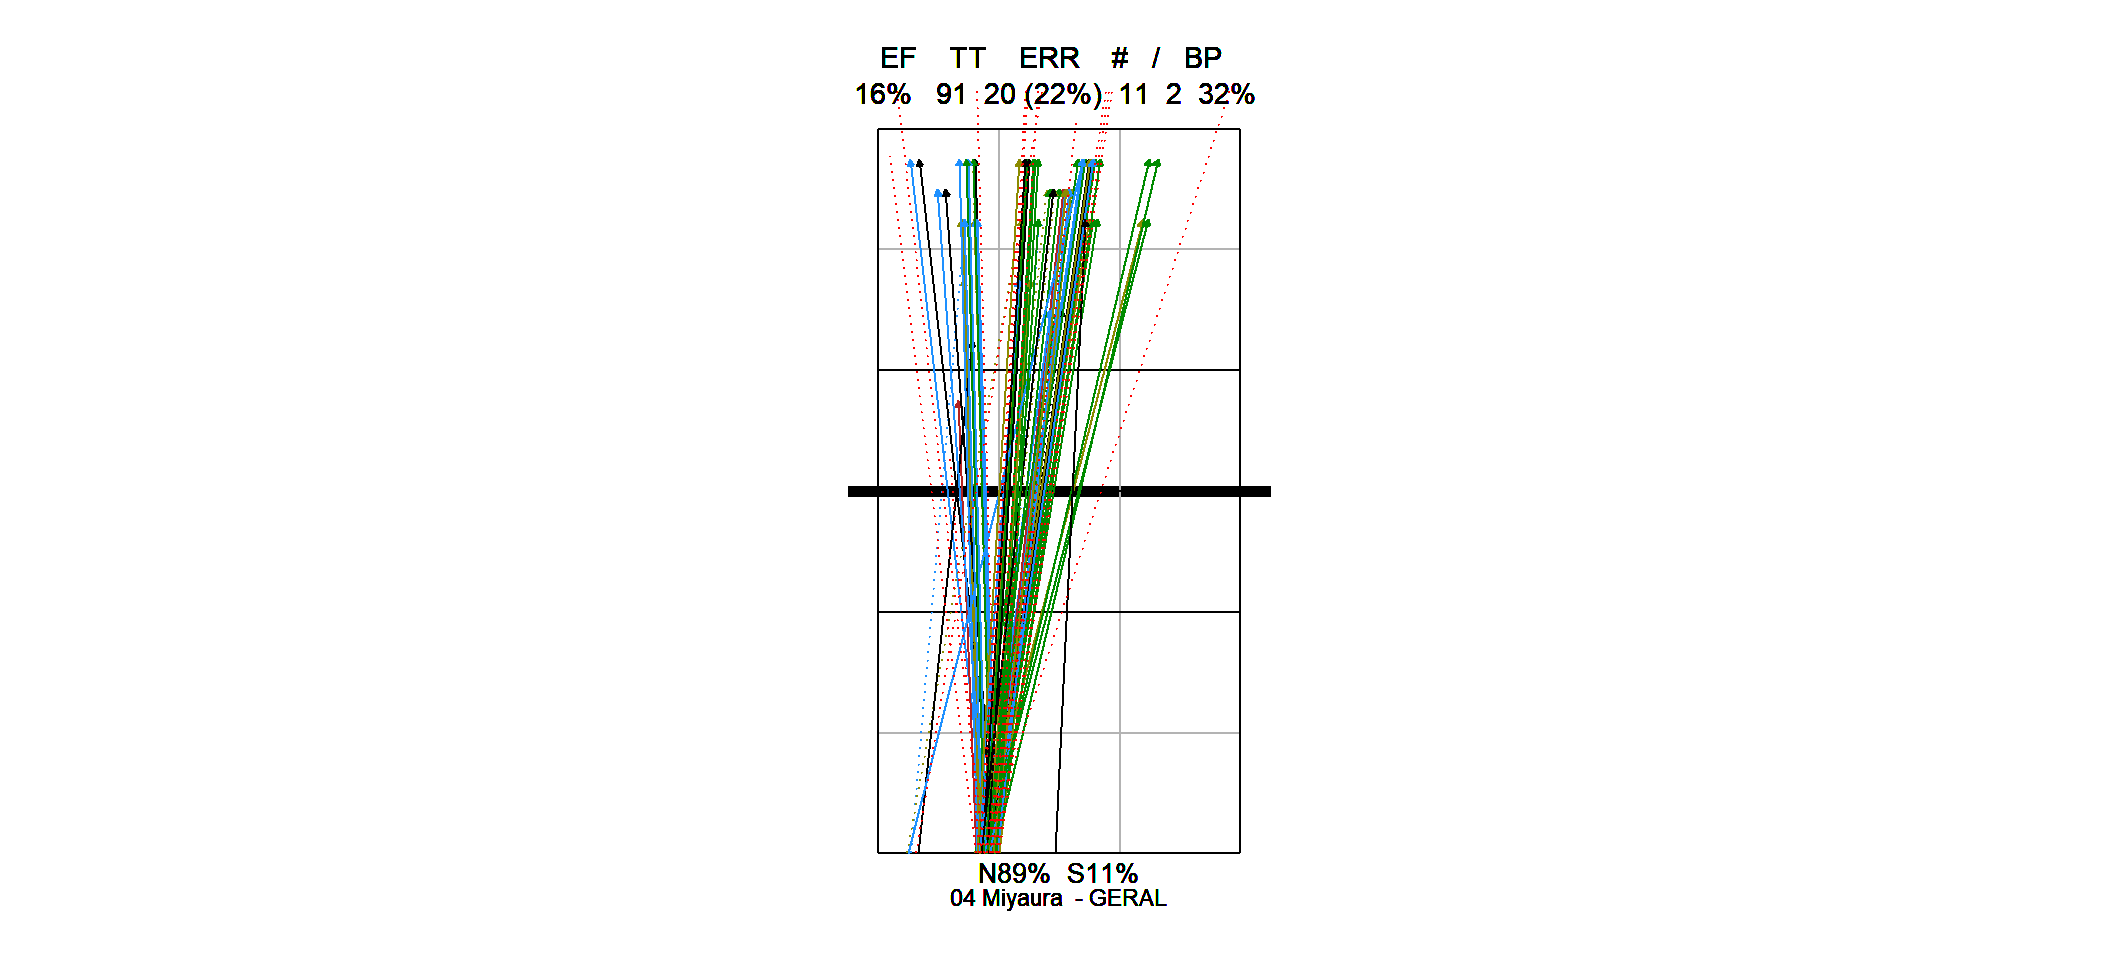 EF TT ERR # / BP
16% 91 20 (22%) 11 2 32%
N89% S11%
04 Miyaura - GERAL